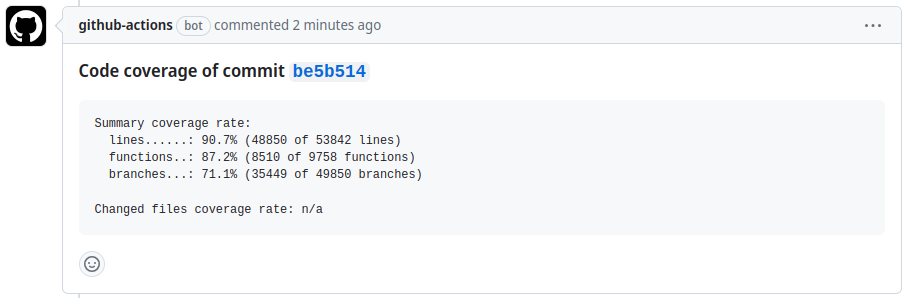 github-actions bot commented 2 minutes ago
Code coverage of commit be5b514
Summary coverage rate:
  lines......: 90.7% (48850 of 53842 lines)
  functions..: 87.2% (8510 of 9758 functions)
  branches...: 71.1% (35449 of 49850 branches)
Changed files coverage rate: n/a